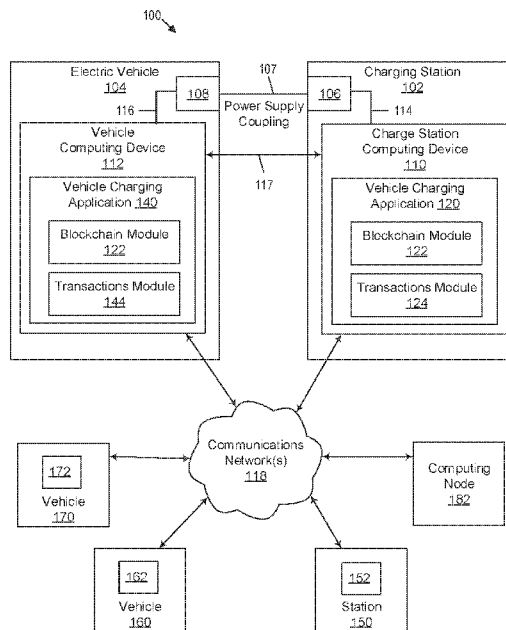 100
Electric Vehicle
104
108
116
107
Power Supply
Coupling
106
Charging Station
102
114
Vehicle
Computing Device
112
Vehicle Charging
Application 140
Blockchain Module
122
Transactions Module
144
117
Charge Station
Computing Device
110
Vehicle Charging
Application 120
Blockchain Module
122
Transactions Module
124
Communications
Network(s)
118
172
Vehicle
170
Computing
Node
182
162
Vehicle
160
152
Station
150